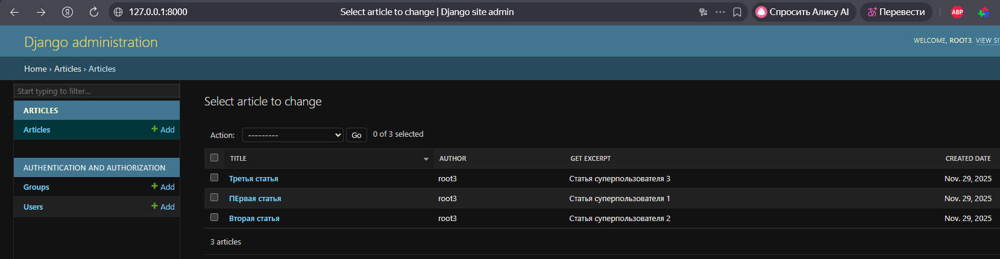 127.0.0.1:8000 Select article to change | Django site admin Спросить Алису AI Перевести ABP
Django administration
WELCOME, ROOT3. VIEW SIT
Home › Articles › Articles
Start typing to filter...
ARTICLES
Articles + Add
AUTHENTICATION AND AUTHORIZATION
Groups + Add
Users + Add
Select article to change
Action: --------- Go 0 of 3 selected
TITLE AUTHOR GET EXCERPT CREATED DATE
Третья статья root3 Статья суперпользователя 3 Nov. 29, 2025
ПЕрвая статья root3 Статья суперпользователя 1 Nov. 29, 2025
Вторая статья root3 Статья суперпользователя 2 Nov. 29, 2025
3 articles